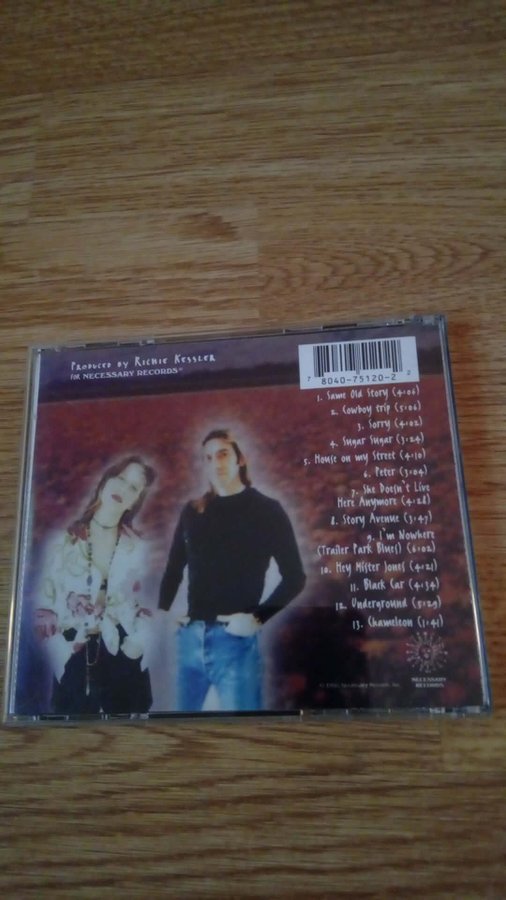 PRODUCED BY RICHIE KESSLER
FOR NECESSARY RECORDS
7 8040-75120-2 2
1. Same Old Story (4:06)
2. Cowboy trip (5:06)
3. Sorry (4:02)
4. Sugar Sugar (3:24)
5. House on my Street (4:10)
6. Peter (3:04)
7. She Doesn't Live
Here Anymore (4:28)
8. Story Avenue (3:47)
9. I'm Nowhere
(Trailer Park Blues) (6:02)
10. Hey Mister Jones (4:21)
11. Black Car (4:34)
12. Underground (5:29)
13. Chameleon (3:41)
Necessary Records, Inc.
NECESSARY
RECORDS